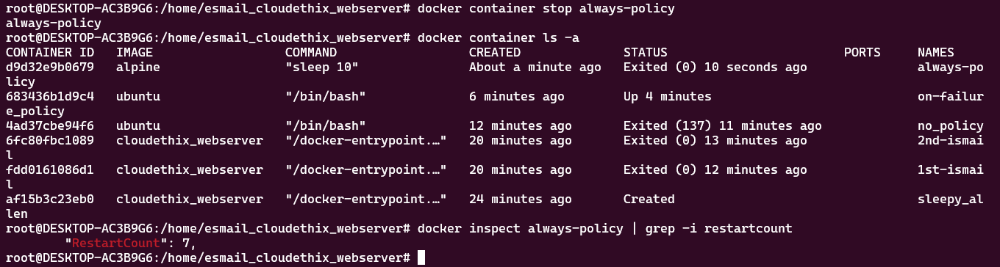 root@DESKTOP-AC3B9G6:/home/esmail_cloudethix_webserver# docker container stop always-policy
always-policy
root@DESKTOP-AC3B9G6:/home/esmail_cloudethix_webserver# docker container ls -a
CONTAINER ID   IMAGE                  COMMAND                  CREATED              STATUS                        PORTS     NAMES
d9d32e9b0679   alpine                 "sleep 10"               About a minute ago   Exited (0) 10 seconds ago               always-po
licy
683436b1d9c4   ubuntu                 "/bin/bash"              6 minutes ago        Up 4 minutes                            on-failur
e_policy
4ad37cbe94f6   ubuntu                 "/bin/bash"              12 minutes ago       Exited (137) 11 minutes ago             no_policy
6fc80fbc1089   cloudethix_webserver   "/docker-entrypoint.…"   20 minutes ago       Exited (0) 13 minutes ago               2nd-ismai
l
fdd0161086d1   cloudethix_webserver   "/docker-entrypoint.…"   20 minutes ago       Exited (0) 12 minutes ago               1st-ismai
l
af15b3c23eb0   cloudethix_webserver   "/docker-entrypoint.…"   24 minutes ago       Created                                 sleepy_al
len
root@DESKTOP-AC3B9G6:/home/esmail_cloudethix_webserver# docker inspect always-policy | grep -i restartcount
        "RestartCount": 7,
root@DESKTOP-AC3B9G6:/home/esmail_cloudethix_webserver#